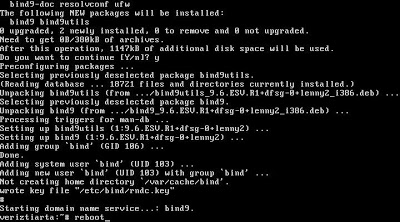 bind9-doc resolvconf ufw
The following NEW packages will be installed:
bind9 bind9utils
0 upgraded, 2 newly installed, 0 to remove and 0 not upgraded.
Need to get 0B/380kB of archives.
After this operation, 1147kB of additional disk space will be used.
Do you want to continue [Y/n]? y
Preconfiguring packages ...
Selecting previously deselected package bind9utils.
(Reading database ... 18721 files and directories currently installed.)
Unpacking bind9utils (from .../bind9utils_9.6.ESV.R1+dfsg-0+lenny2_i386.deb) ...
Selecting previously deselected package bind9.
Unpacking bind9 (from .../bind9_9.6.ESV.R1+dfsg-0+lenny2_i386.deb) ...
Processing triggers for man-db ...
Setting up bind9utils (1:9.6.ESV.R1+dfsg-0+lenny2) ...
Setting up bind9 (1:9.6.ESV.R1+dfsg-0+lenny2) ...
Adding group `bind' (GID 106) ...
Done.
Adding system user `bind' (UID 103) ...
Adding new user `bind' (UID 103) with group `bind' ...
Not creating home directory `/var/cache/bind'.
wrote key file "/etc/bind/rndc.key"
#
Starting domain name service...: bind9.
veriztiarta:~# reboot_